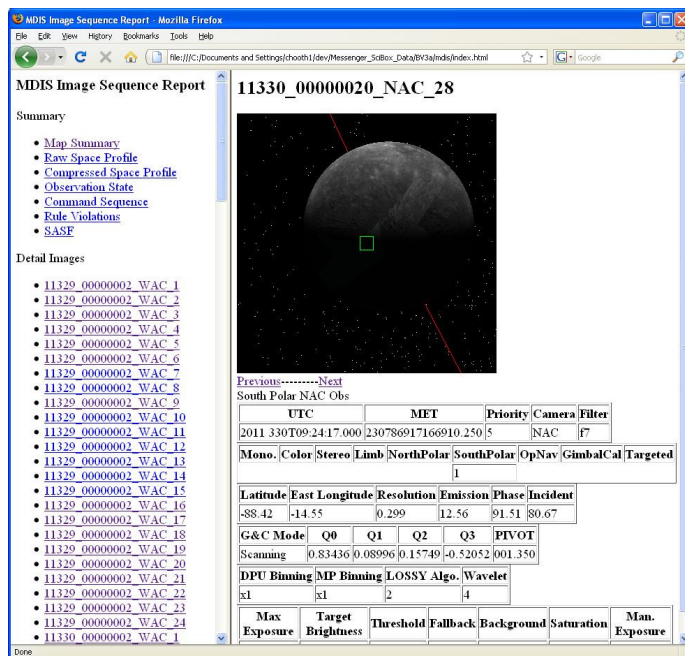 MDIS Image Sequence Report - Mozilla Firefox
File Edit View History Bookmarks Tools Help
file:///C:/Documents and Settings/chooth1/dev/Messenger_SciBox_Data/BV3a/mdis/index.html
Google
MDIS Image Sequence Report
Summary
Map Summary
Raw Space Profile
Compressed Space Profile
Observation State
Command Sequence
Rule Violations
SASF
Detail Images
11329_00000002_WAC_1
11329_00000002_WAC_2
11329_00000002_WAC_3
11329_00000002_WAC_4
11329_00000002_WAC_5
11329_00000002_WAC_6
11329_00000002_WAC_7
11329_00000002_WAC_8
11329_00000002_WAC_9
11329_00000002_WAC_10
11329_00000002_WAC_11
11329_00000002_WAC_12
11329_00000002_WAC_13
11329_00000002_WAC_14
11329_00000002_WAC_15
11329_00000002_WAC_16
11329_00000002_WAC_17
11329_00000002_WAC_18
11329_00000002_WAC_19
11329_00000002_WAC_20
11329_00000002_WAC_21
11329_00000002_WAC_22
11329_00000002_WAC_23
11329_00000002_WAC_24
11330_00000002_WAC_1
11330_00000020_NAC_28
Previous---------Next
South Polar NAC Obs
UTC MET Priority Camera Filter
2011 330T09:24:17.000 230786917166910.250 5 NAC f7
Mono. Color Stereo Limb NorthPolar SouthPolar OpNav GimbalCal Targeted
1
Latitude East Longitude Resolution Emission Phase Incident
-88.42 -14.55 0.299 12.56 91.51 80.67
G&C Mode Q0 Q1 Q2 Q3 PIVOT
Scanning 0.83436 0.08996 0.15749 -0.52052 001.350
DPU Binning MP Binning LOSSY Algo. Wavelet
x1 x1 2 4
Max Exposure Target Brightness Threshold Fallback Background Saturation Man. Exposure
Done